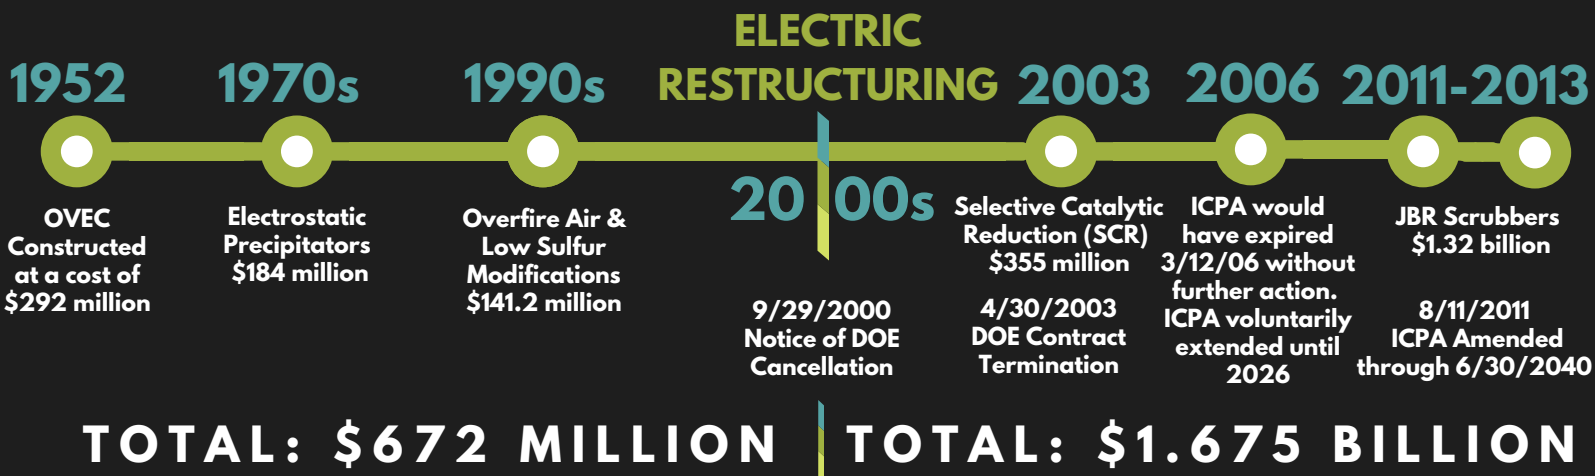 ELECTRIC
RESTRUCTURING
1952
1970s
1990s
2003
2006
2011-2013
2000s
OVEC
Constructed
at a cost of
$292 million
Electrostatic
Precipitators
$184 million
Overfire Air &
Low Sulfur
Modifications
$141.2 million
9/29/2000
Notice of DOE
Cancellation
Selective Catalytic
Reduction (SCR)
$355 million
4/30/2003
DOE Contract
Termination
ICPA would
have expired
3/12/06 without
further action.
ICPA voluntarily
extended until
2026
JBR Scrubbers
$1.32 billion
8/11/2011
ICPA Amended
through 6/30/2040
TOTAL: $672 MILLION
TOTAL: $1.675 BILLION